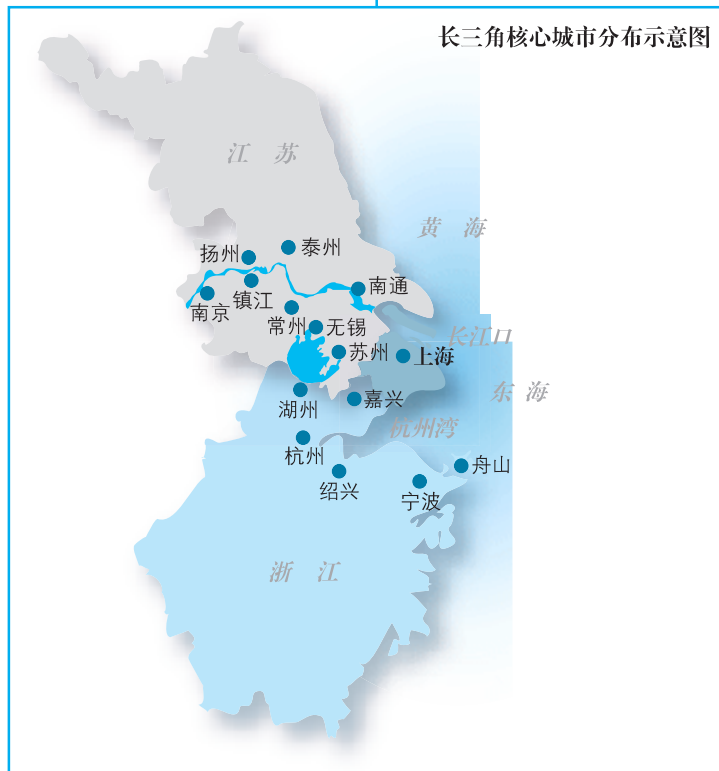 长三角核心城市分布示意图
江 苏
黄 海
扬州
泰州
南京
镇江
南通
常州
无锡
长江口
苏州
上海
湖州
嘉兴
东 海
杭州湾
杭州
绍兴
舟山
宁波
浙 江